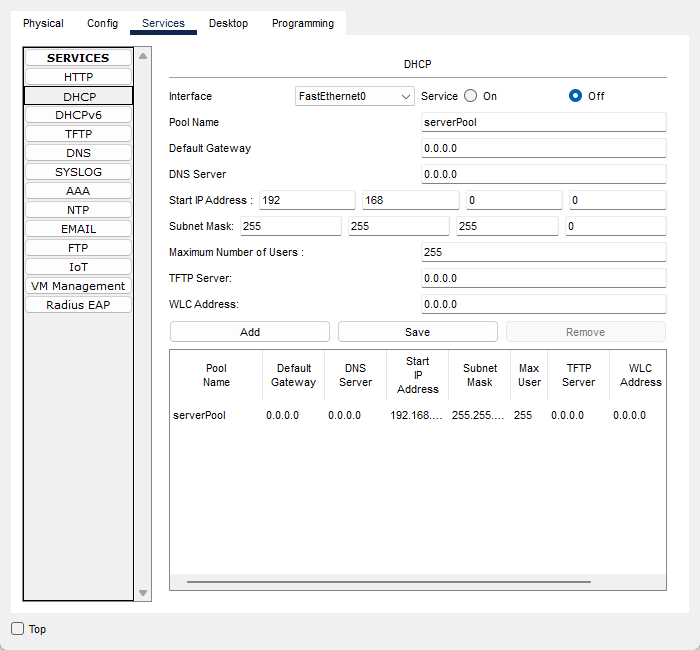 Physical Config Services Desktop Programming
SERVICES
HTTP
DHCP
DHCPv6
TFTP
DNS
SYSLOG
AAA
NTP
EMAIL
FTP
IoT
VM Management
Radius EAP
DHCP
Interface FastEthernet0 Service On Off
Pool Name serverPool
Default Gateway 0.0.0.0
DNS Server 0.0.0.0
Start IP Address : 192 168 0 0
Subnet Mask: 255 255 255 0
Maximum Number of Users : 255
TFTP Server: 0.0.0.0
WLC Address: 0.0.0.0
Add Save Remove
Pool Name Default Gateway DNS Server Start IP Address Subnet Mask Max User TFTP Server WLC Address
serverPool 0.0.0.0 0.0.0.0 192.168.... 255.255.... 255 0.0.0.0 0.0.0.0
Top